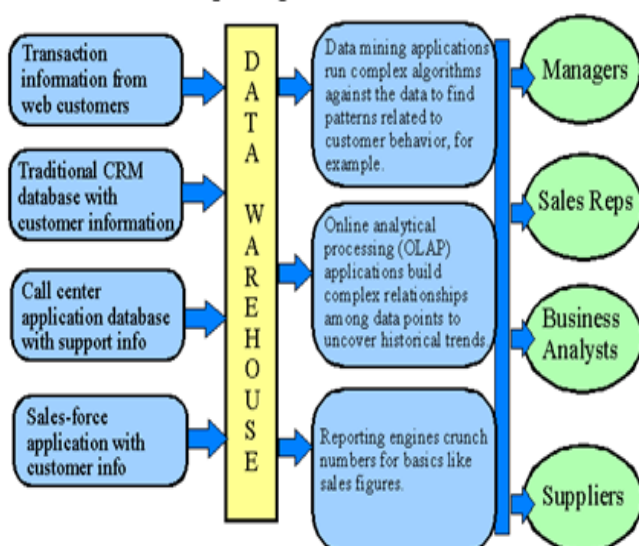 Transaction
information from
web customers
Traditional CRM
database with
customer information
Call center
application database
with support info
Sales-force
application with
customer info
D
A
T
A
W
A
R
E
H
O
U
S
E
Data mining applications
run complex algorithms
against the data to find
patterns related to
customer behavior, for
example.
Online analytical
processing (OLAP)
applications build
complex relationships
among data points to
uncover historical trends.
Reporting engines crunch
numbers for basics like
sales figures.
Managers
Sales Reps
Business
Analysts
Suppliers